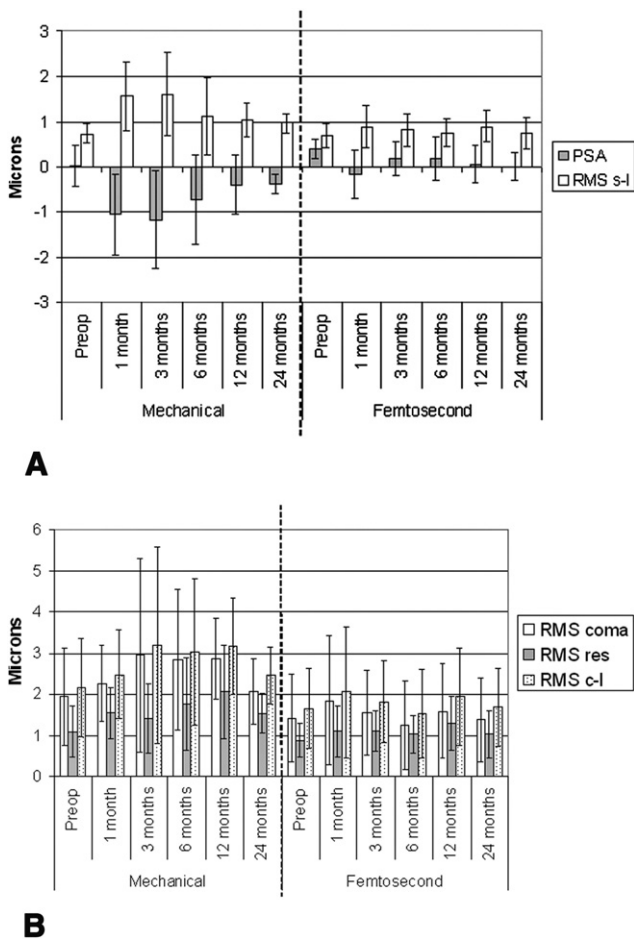 3
2
1
0
-1
-2
-3
Microns
PSA
RMS s-l
Preop
1 month
3 months
6 months
12 months
24 months
Preop
1 month
3 months
6 months
12 months
24 months
Mechanical
Femtosecond
A
6
5
4
3
2
1
0
Microns
RMS coma
RMS res
RMS c-l
Preop
1 month
3 months
6 months
12 months
24 months
Preop
1 month
3 months
6 months
12 months
24 months
Mechanical
Femtosecond
B